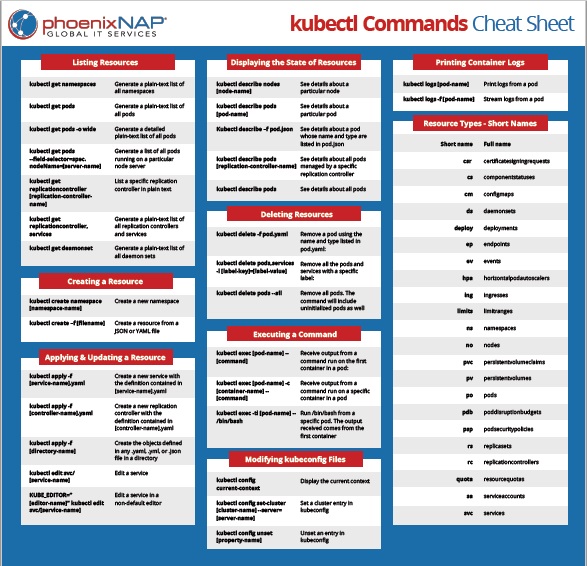 phoenixNAP®
GLOBAL IT SERVICES
kubectl Commands Cheat Sheet
Listing Resources
kubectl get namespaces
Generate a plain-text list of
all namespaces
kubectl get pods
Generate a plain-text list of
all pods
kubectl get pods -o wide
Generate a detailed
plain-text list of all pods
kubectl get pods
--field-selector=spec.
nodeName=[server-name]
Generate a list of all pods
running on a particular
node server
kubectl get
replicationcontroller
[replication-controller-
name]
List a specific replication
controller in plain text
kubectl get
replicationcontroller,
services
Generate a plain-text list of
all replication controllers
and services
kubectl get daemonset
Generate a plain-text list of
all daemon sets
Creating a Resource
kubectl create namespace
[namespace-name]
Create a new namespace
kubectl create -f [filename]
Create a resource from a
JSON or YAML file
Applying & Updating a Resource
kubectl apply -f
[service-name].yaml
Create a new service with
the definition contained in
[service-name].yaml
kubectl apply -f
[controller-name].yaml
Create a new replication
controller with the
definition contained in
[controller-name].yaml
kubectl apply -f
[directory-name]
Create the objects defined
in any .yaml, .yml, or .json
file in a directory
kubectl edit svc/
[service-name]
Edit a service
KUBE_EDITOR="
[editor-name]" kubectl edit
svc/[service-name]
Edit a service in a
non-default editor
Displaying the State of Resources
kubectl describe nodes
[node-name]
See details about a
particular node
kubectl describe pods
[pod-name]
See details about a
particular pod
Kubectl describe -f pod.json
See details about a pod
whose name and type are
listed in pod.json
kubectl describe pods
[replication-controller-name]
See details about all pods
managed by a specific
replication controller
kubectl describe pods
See details about all pods
Deleting Resources
kubectl delete -f pod.yaml
Remove a pod using the
name and type listed in
pod.yaml:
kubectl delete pods,services
-l [label-key]=[label-value]
Remove all the pods and
services with a specific
label:
kubectl delete pods --all
Remove all pods. The
command will include
uninitialized pods as well
Executing a Command
kubectl exec [pod-name] --
[command]
Receive output from a
command run on the first
container in a pod:
kubectl exec [pod-name] -c
[container-name] --
[command]
Receive output from a
command run on a specific
container in a pod
kubectl exec -ti [pod-name] --
/bin/bash
Run /bin/bash from a
specific pod. The output
received comes from the
first container
Modifying kubeconfig Files
kubectl config
current-context
Display the current-context
kubectl config set-cluster
[cluster-name] --server=
[server-name]
Set a cluster entry in
kubeconfig
kubectl config unset
[property-name]
Unset an entry in
kubeconfig
Printing Container Logs
kubectl logs [pod-name]
Print logs from a pod
kubectl logs -f [pod-name]
Stream logs from a pod
Resource Types - Short Names
Short name Full name
csr certificatesigningrequests
cs componentstatuses
cm configmaps
ds daemonsets
deploy deployments
ep endpoints
ev events
hpa horizontalpodautoscalers
ing ingresses
limits limitranges
ns namespaces
no nodes
pvc persistentvolumeclaims
pv persistentvolumes
po pods
pdb poddisruptionbudgets
psp podsecuritypolicies
rs replicasets
rc replicationcontrollers
quota resourcequotas
sa serviceaccounts
svc services